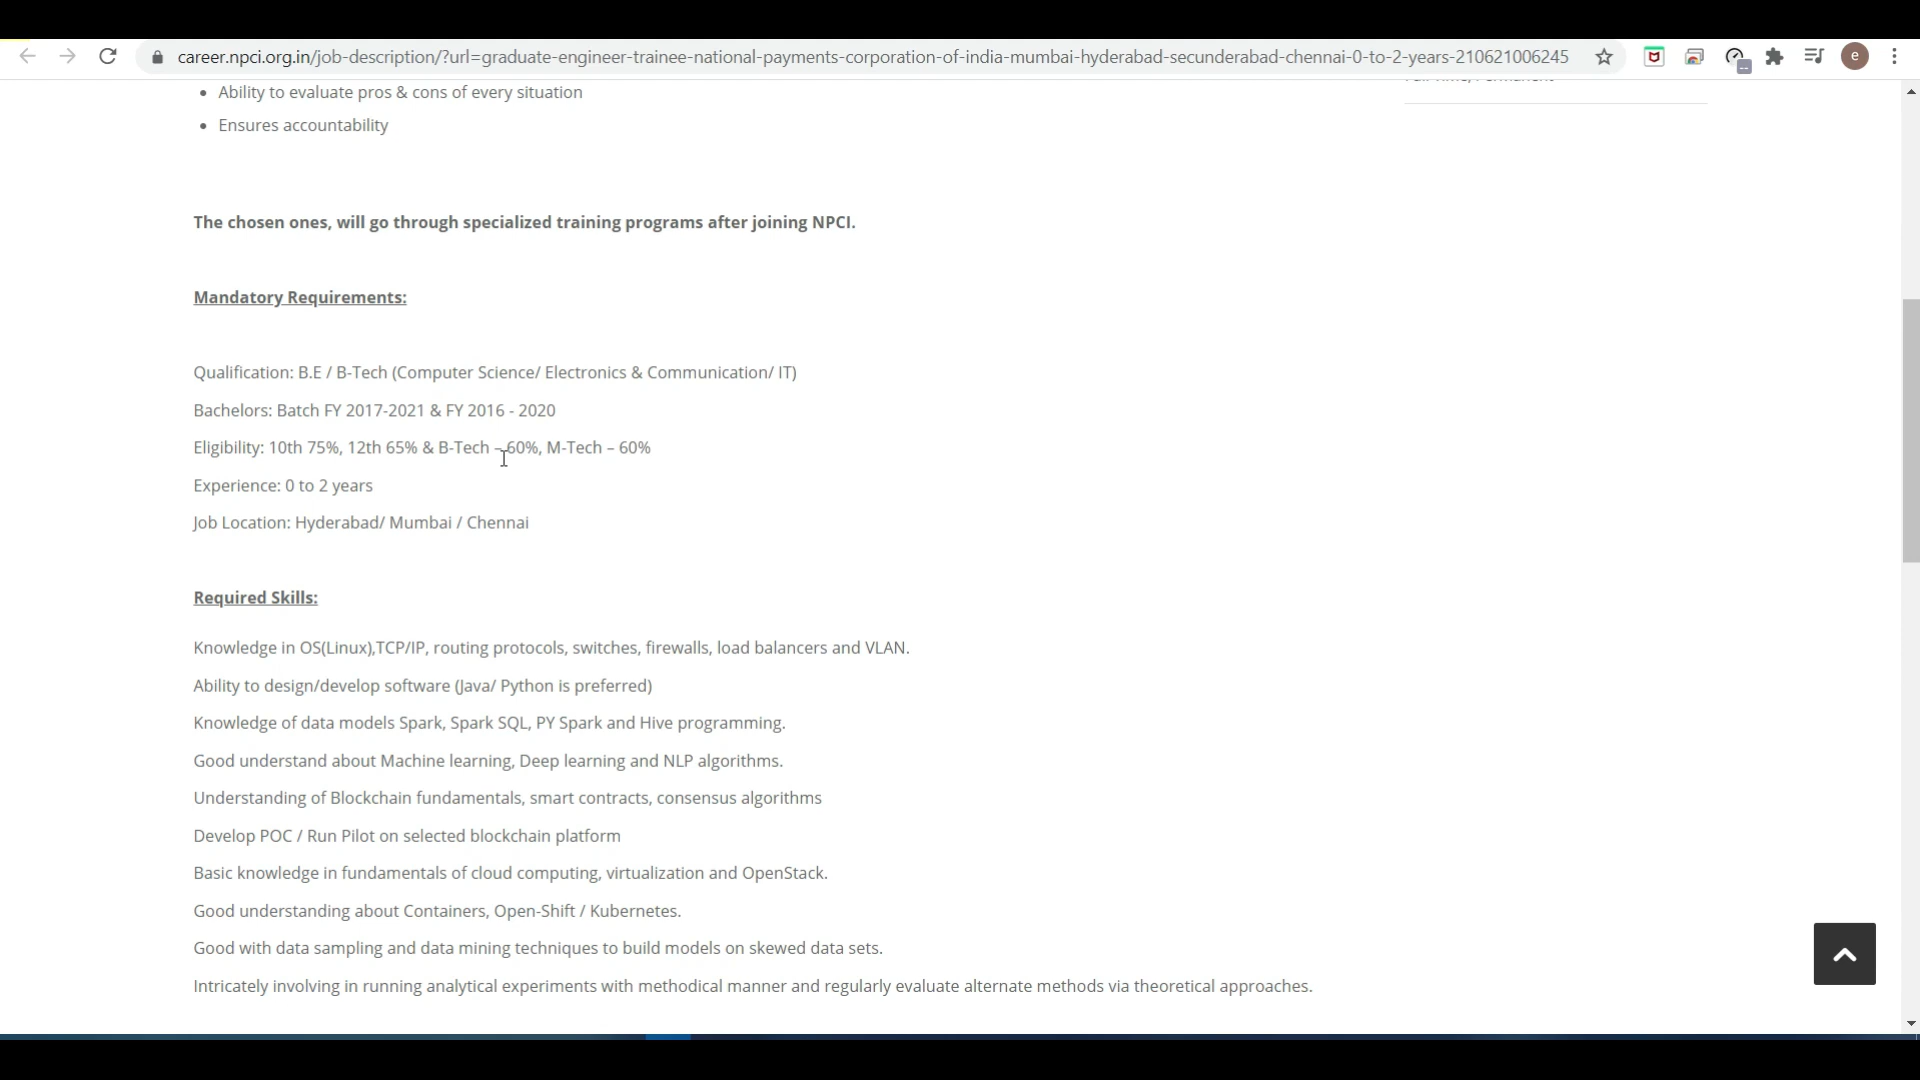 career.npci.org.in/job-description/?url=graduate-engineer-trainee-national-payments-corporation-of-india-mumbai-hyderabad-secunderabad-chennai-0-to-2-years-210621006245
e
Ability to evaluate pros & cons of every situation
Ensures accountability
The chosen ones, will go through specialized training programs after joining NPCI.
Mandatory Requirements:
Qualification: B.E / B-Tech (Computer Science/ Electronics & Communication/ IT)
Bachelors: Batch FY 2017-2021 & FY 2016 - 2020
Eligibility: 10th 75%, 12th 65% & B-Tech – 60%, M-Tech – 60%
Experience: 0 to 2 years
Job Location: Hyderabad/ Mumbai / Chennai
Required Skills:
Knowledge in OS(Linux),TCP/IP, routing protocols, switches, firewalls, load balancers and VLAN.
Ability to design/develop software (Java/ Python is preferred)
Knowledge of data models Spark, Spark SQL, PY Spark and Hive programming.
Good understand about Machine learning, Deep learning and NLP algorithms.
Understanding of Blockchain fundamentals, smart contracts, consensus algorithms
Develop POC / Run Pilot on selected blockchain platform
Basic knowledge in fundamentals of cloud computing, virtualization and OpenStack.
Good understanding about Containers, Open-Shift / Kubernetes.
Good with data sampling and data mining techniques to build models on skewed data sets.
Intricately involving in running analytical experiments with methodical manner and regularly evaluate alternate methods via theoretical approaches.